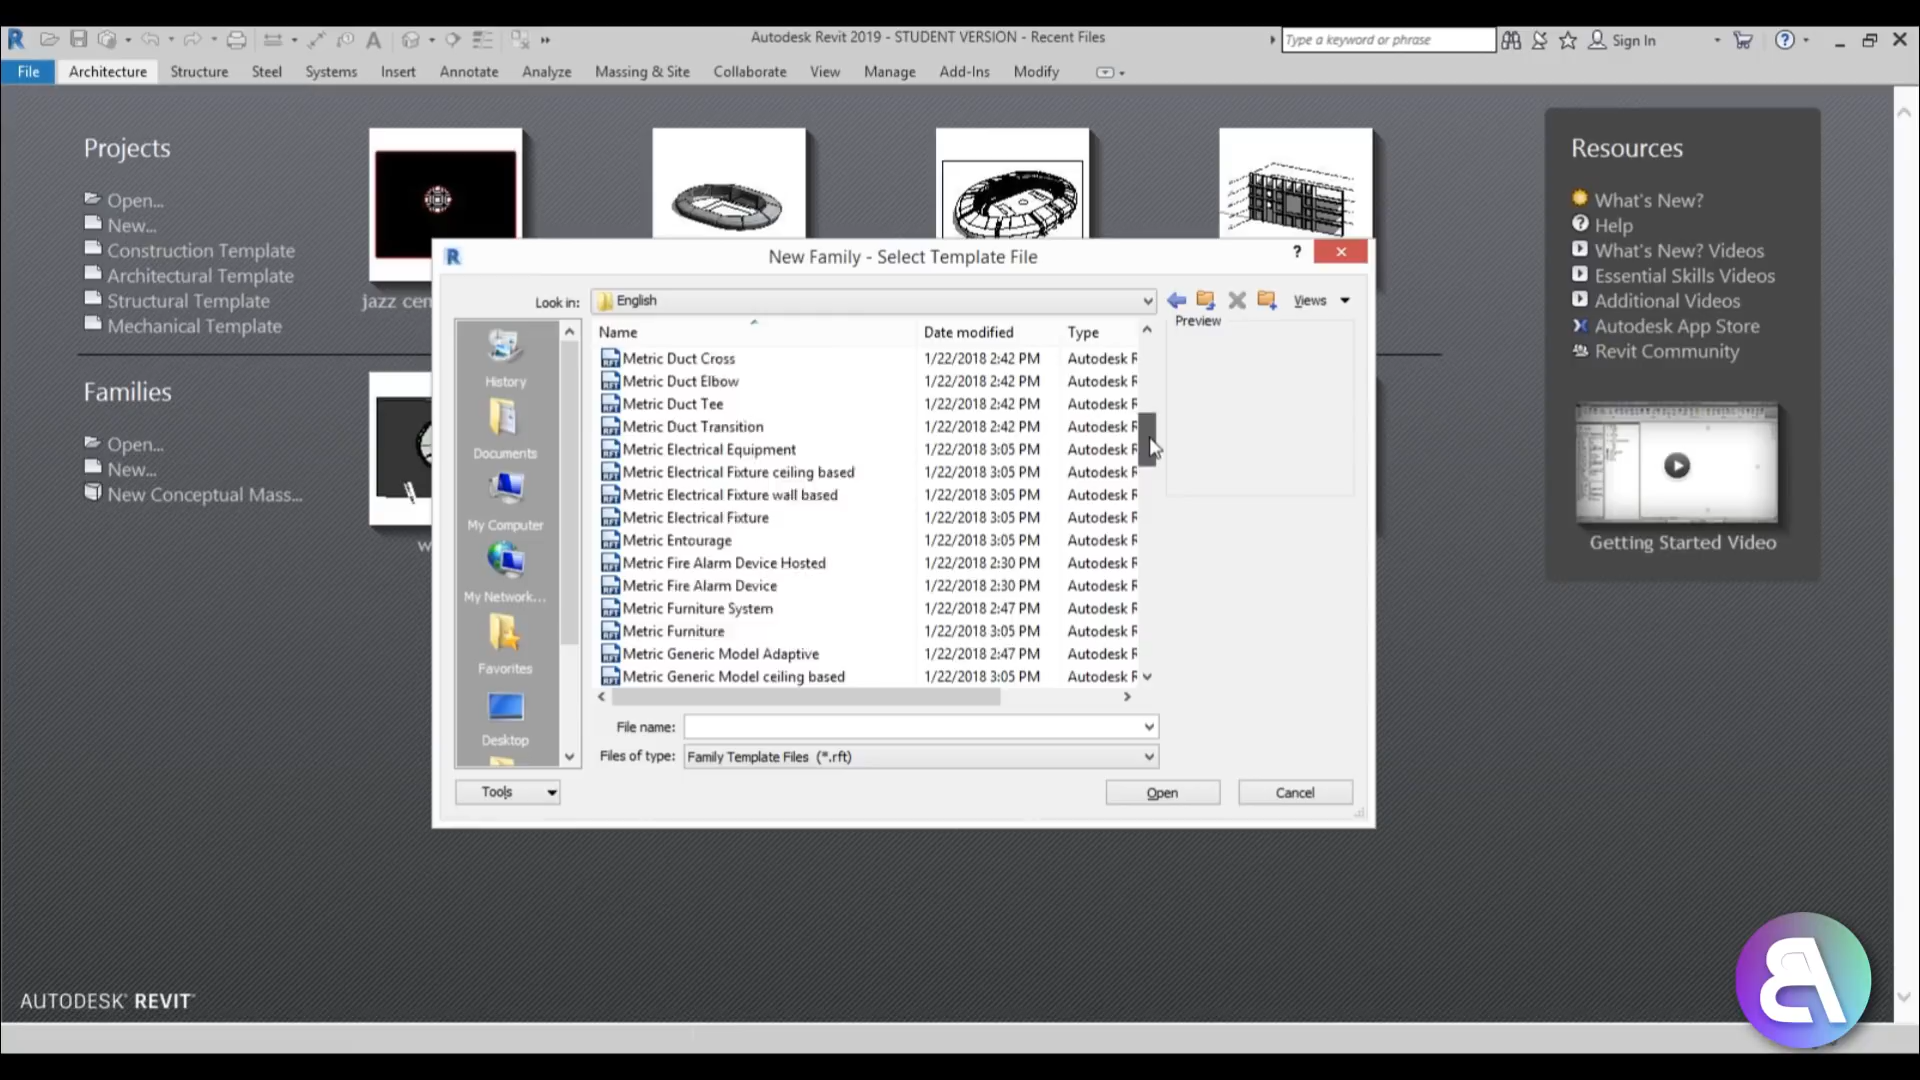 Autodesk Revit 2019 - STUDENT VERSION - Recent Files
Type a keyword or phrase
Sign In
File Architecture Structure Steel Systems Insert Annotate Analyze Massing & Site Collaborate View Manage Add-Ins Modify
Projects
Open...
New...
Construction Template
Architectural Template
Structural Template
Mechanical Template
jazz cen
Families
Open...
New...
New Conceptual Mass...
w
New Family - Select Template File
Look in: English
Views
History
Documents
My Computer
My Network...
Favorites
Desktop
Name Date modified Type
Metric Duct Cross 1/22/2018 2:42 PM Autodesk R
Metric Duct Elbow 1/22/2018 2:42 PM Autodesk R
Metric Duct Tee 1/22/2018 2:42 PM Autodesk R
Metric Duct Transition 1/22/2018 2:42 PM Autodesk R
Metric Electrical Equipment 1/22/2018 3:05 PM Autodesk R
Metric Electrical Fixture ceiling based 1/22/2018 3:05 PM Autodesk R
Metric Electrical Fixture wall based 1/22/2018 3:05 PM Autodesk R
Metric Electrical Fixture 1/22/2018 3:05 PM Autodesk R
Metric Entourage 1/22/2018 3:05 PM Autodesk R
Metric Fire Alarm Device Hosted 1/22/2018 2:30 PM Autodesk R
Metric Fire Alarm Device 1/22/2018 2:30 PM Autodesk R
Metric Furniture System 1/22/2018 2:47 PM Autodesk R
Metric Furniture 1/22/2018 3:05 PM Autodesk R
Metric Generic Model Adaptive 1/22/2018 2:47 PM Autodesk R
Metric Generic Model ceiling based 1/22/2018 3:05 PM Autodesk R
Preview
File name:
Files of type: Family Template Files (*.rft)
Tools
Open
Cancel
Resources
What's New?
Help
What's New? Videos
Essential Skills Videos
Additional Videos
Autodesk App Store
Revit Community
Getting Started Video
AUTODESK® REVIT®